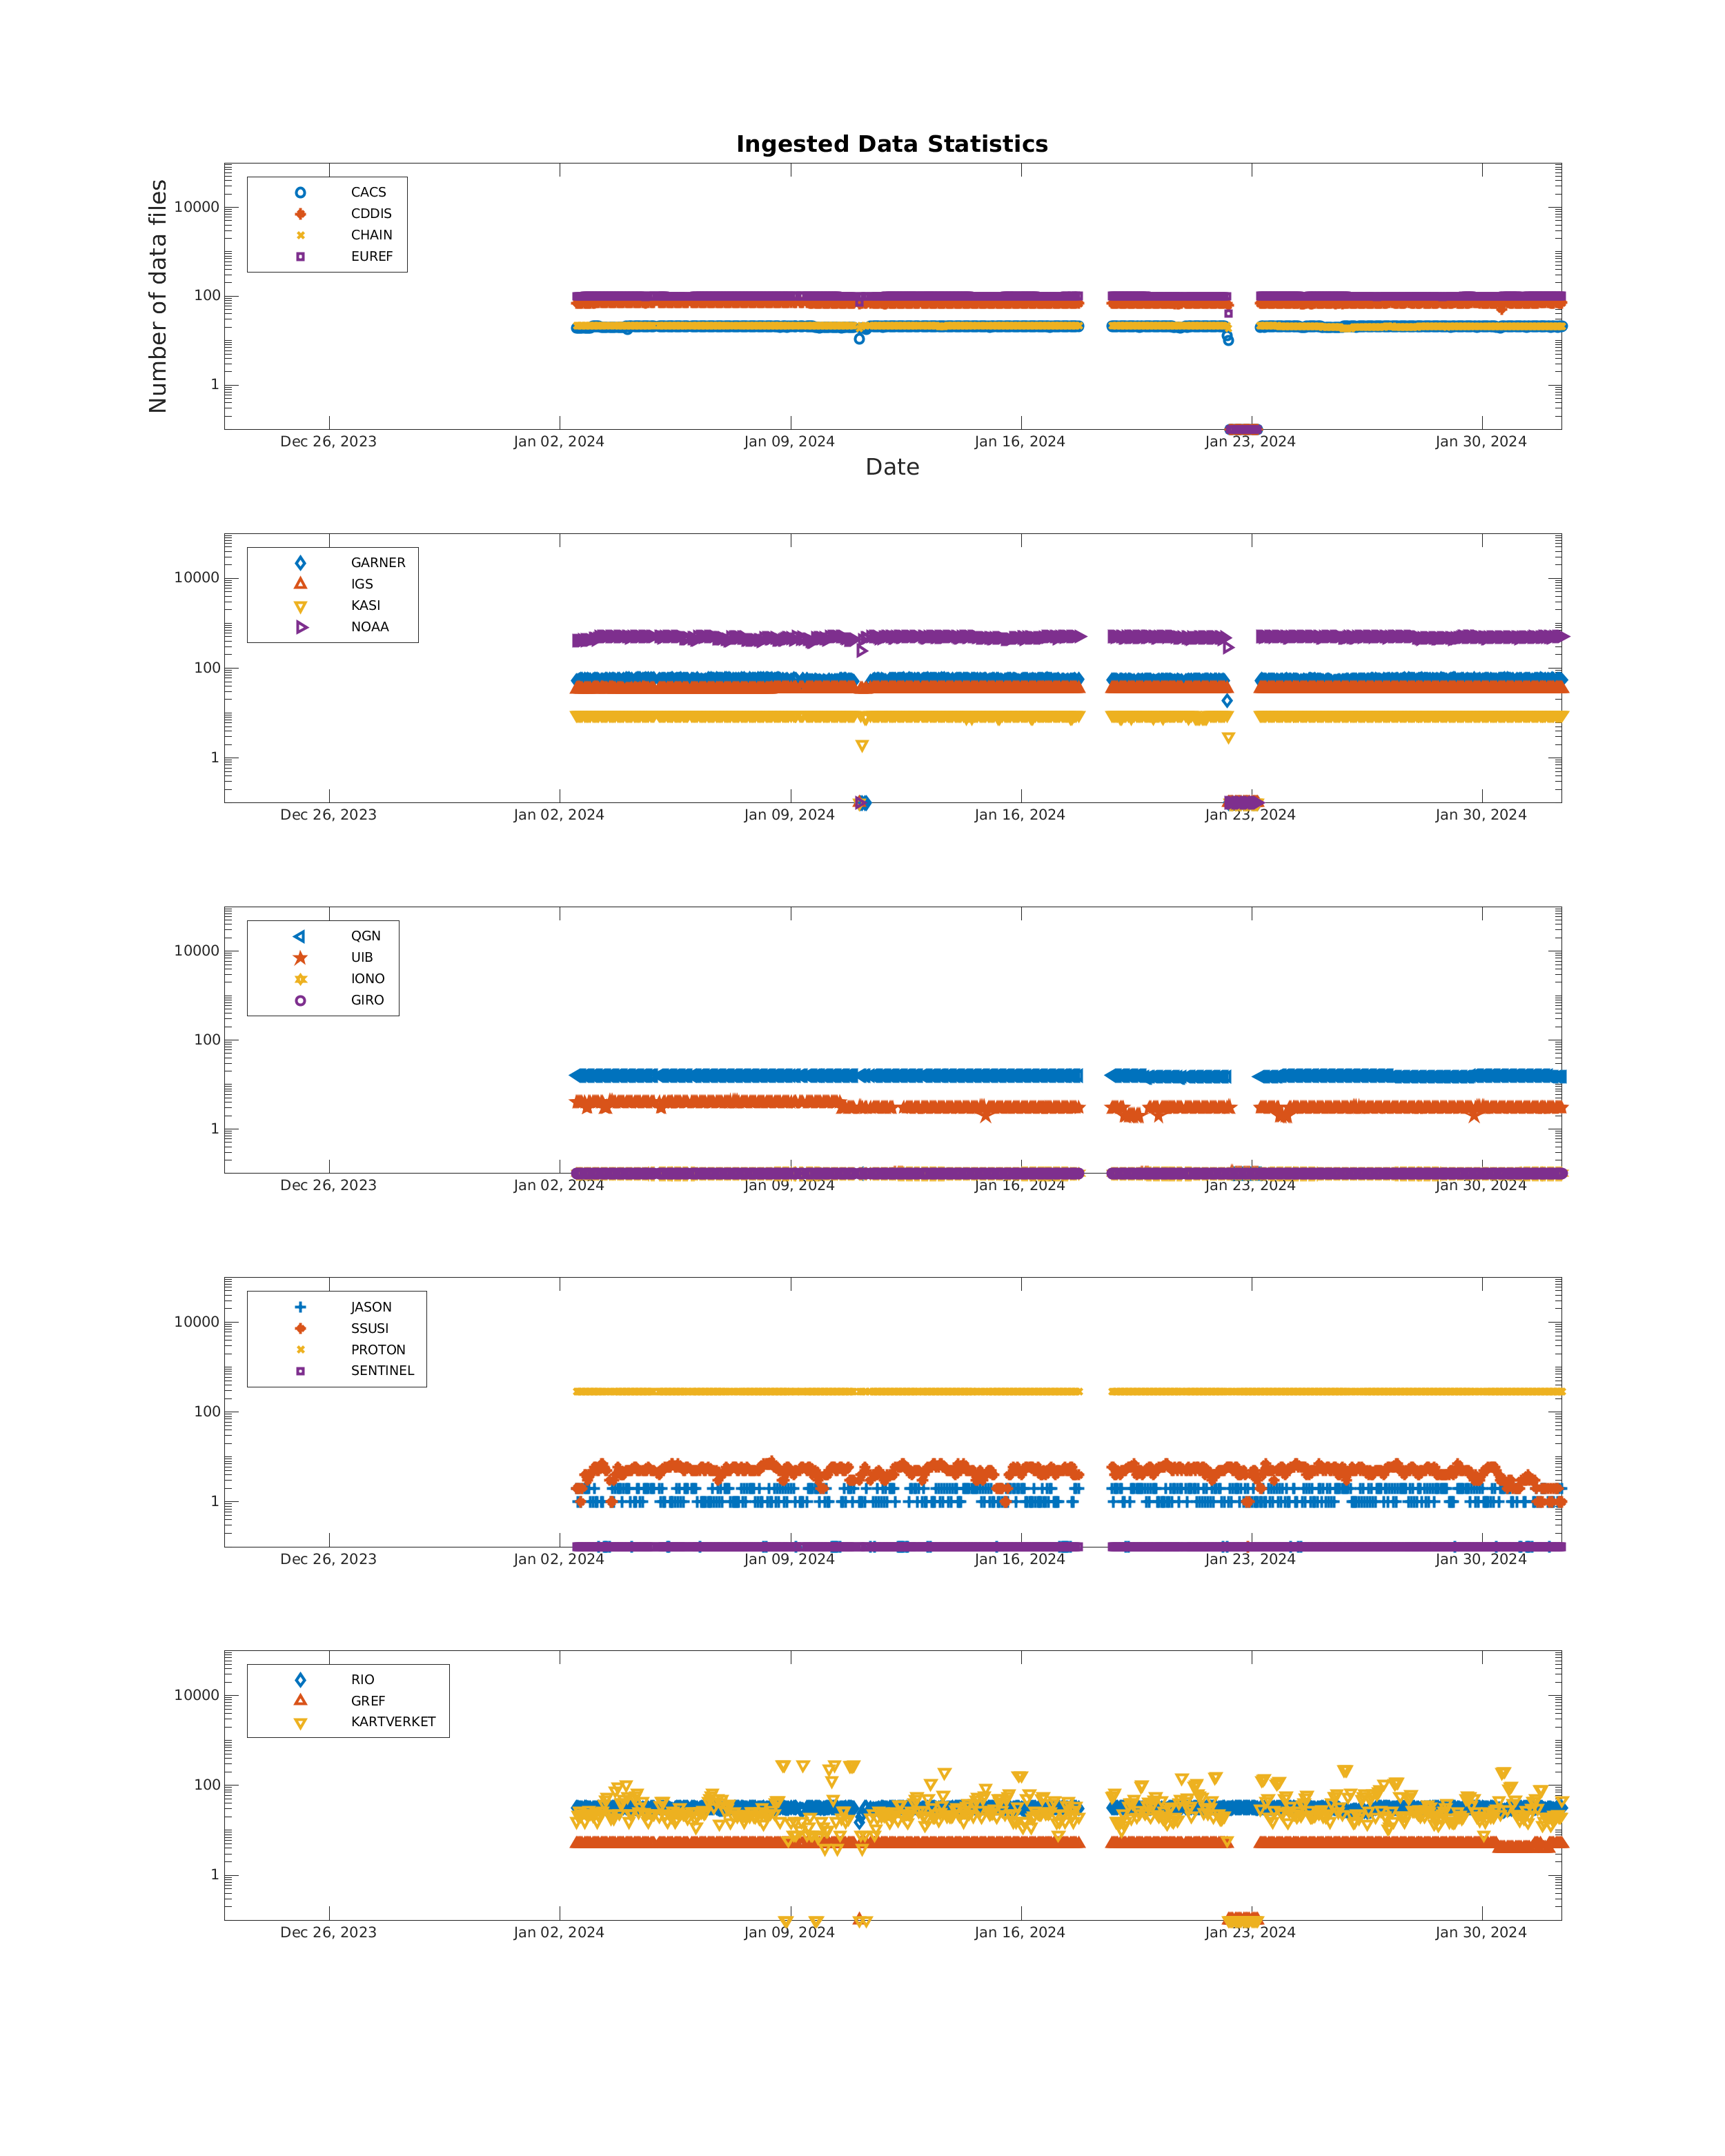 Ingested Data Statistics
Number of data files
10000
100
1
CACS
CDDIS
CHAIN
EUREF
Dec 26, 2023 Jan 02, 2024 Jan 09, 2024 Jan 16, 2024 Jan 23, 2024 Jan 30, 2024
Date
10000
100
1
GARNER
IGS
KASI
NOAA
Dec 26, 2023 Jan 02, 2024 Jan 09, 2024 Jan 16, 2024 Jan 23, 2024 Jan 30, 2024
10000
100
1
QGN
UIB
IONO
GIRO
Dec 26, 2023 Jan 02, 2024 Jan 09, 2024 Jan 16, 2024 Jan 23, 2024 Jan 30, 2024
10000
100
1
JASON
SSUSI
PROTON
SENTINEL
Dec 26, 2023 Jan 02, 2024 Jan 09, 2024 Jan 16, 2024 Jan 23, 2024 Jan 30, 2024
10000
100
1
RIO
GREF
KARTVERKET
Dec 26, 2023 Jan 02, 2024 Jan 09, 2024 Jan 16, 2024 Jan 23, 2024 Jan 30, 2024